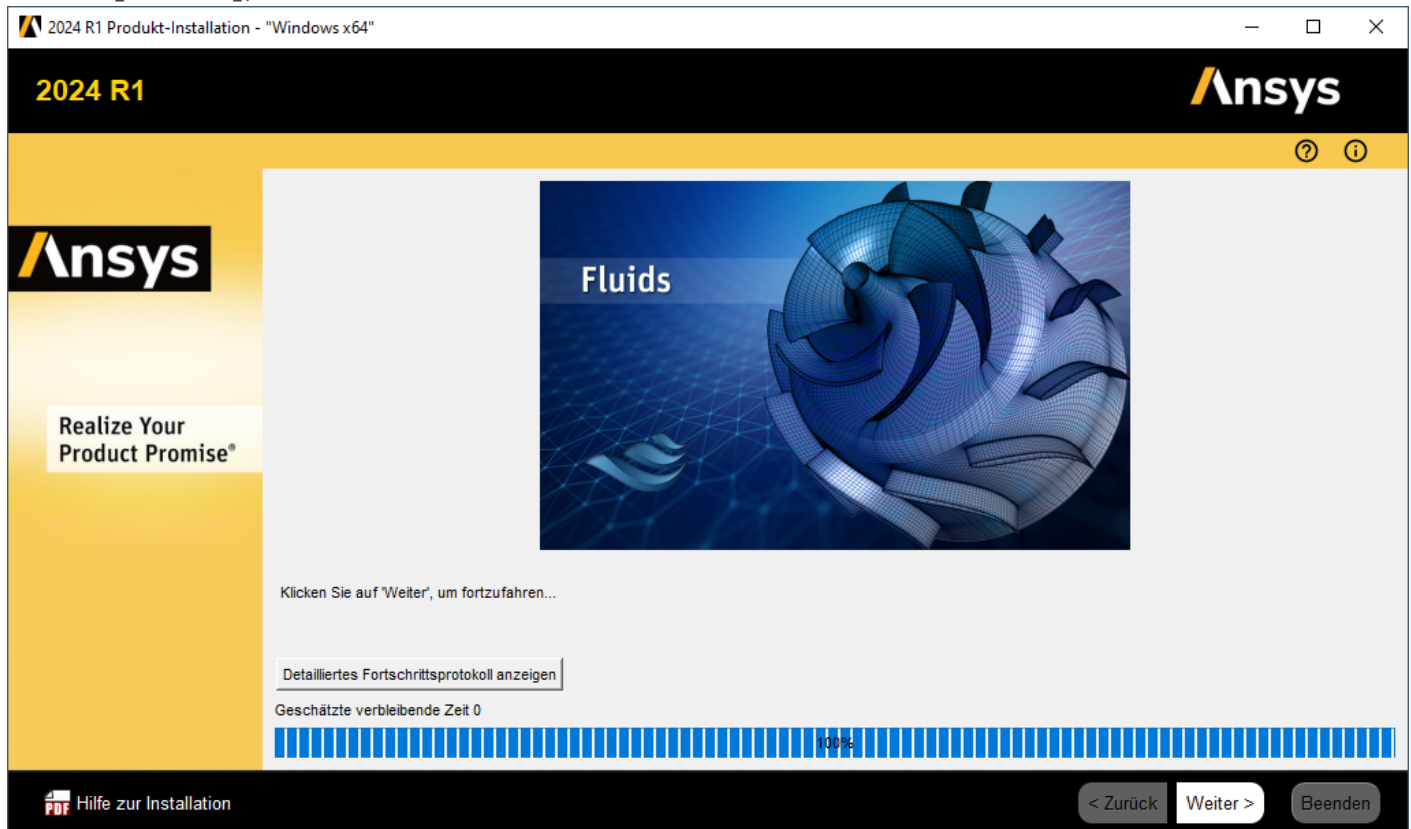 2024 R1 Produkt-Installation - "Windows x64"
2024 R1
Ansys
Ansys
Fluids
Realize Your
Product Promise®
Klicken Sie auf 'Weiter', um fortzufahren...
Detailliertes Fortschrittsprotokoll anzeigen
Geschätzte verbleibende Zeit 0
100%
PDF Hilfe zur Installation
< Zurück Weiter > Beenden